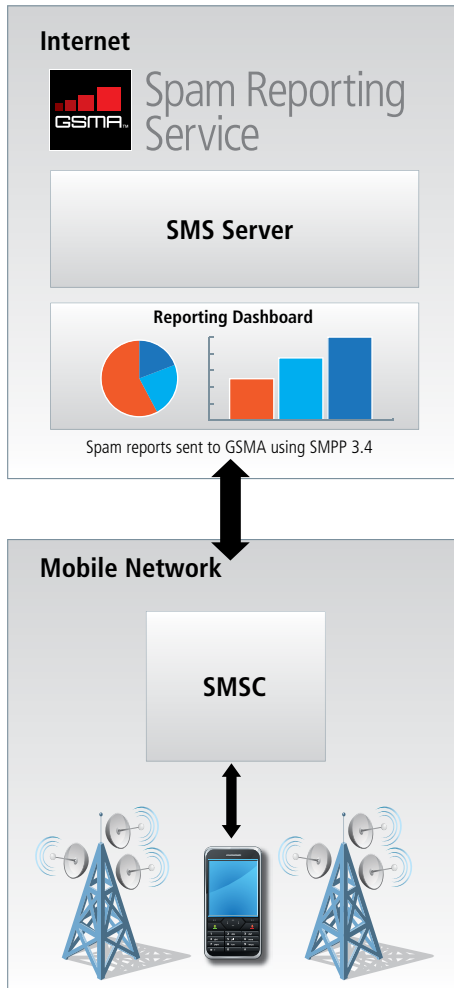 Internet
GSMA™
Spam Reporting
Service
SMS Server
Reporting Dashboard
Spam reports sent to GSMA using SMPP 3.4
Mobile Network
SMSC